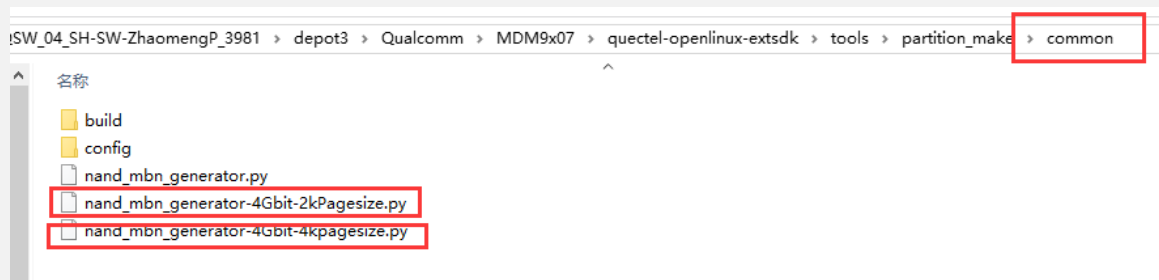 QSW_04_SH-SW-ZhaomengP_3981 > depot3 > Qualcomm > MDM9x07 > quectel-openlinux-extsdk > tools > partition_make > common
名称
build
config
nand_mbn_generator.py
nand_mbn_generator-4Gbit-2kPagesize.py
nand_mbn_generator-4Gbit-4kpagesize.py